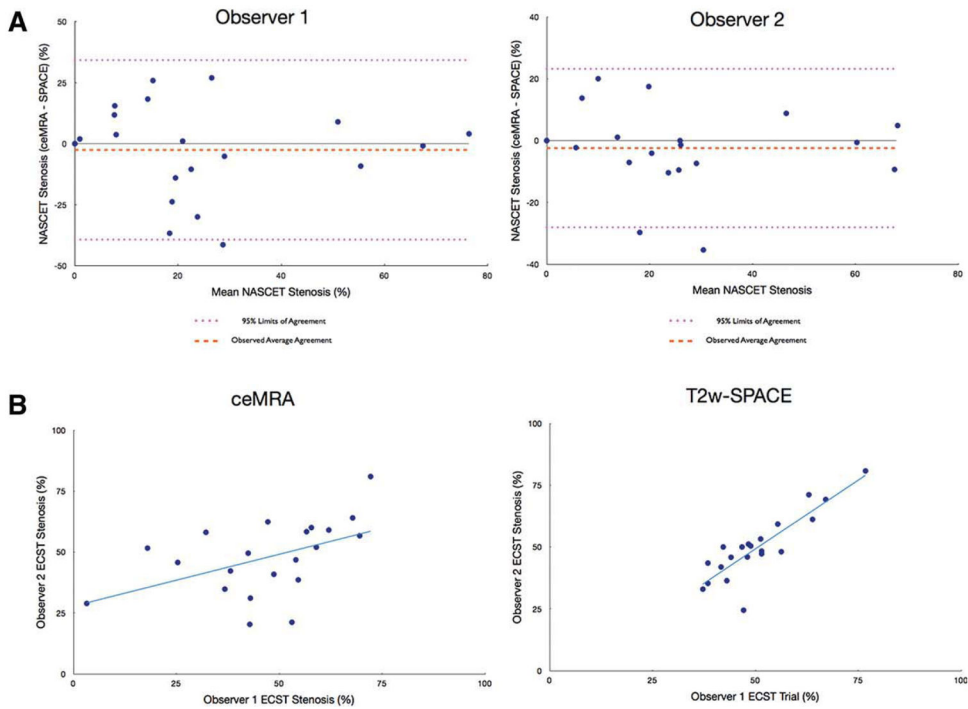 A
Observer 1
NASCET Stenosis (ceMRA - SPACE) (%)
50
25
0
-25
-50
0
20
40
60
80
Mean NASCET Stenosis (%)
95% Limits of Agreement
Observed Average Agreement
Observer 2
NASCET Stenosis (ceMRA - SPACE) (%)
40
20
0
-20
-40
0
20
40
60
80
Mean NASCET Stenosis
95% Limits of Agreement
Observed Average Agreement
B
ceMRA
Observer 2 ECST Stenosis (%)
100
75
50
25
0
0
25
50
75
100
Observer 1 ECST Stenosis (%)
T2w-SPACE
Observer 2 ECST Stenosis (%)
100
75
50
25
0
0
25
50
75
100
Observer 1 ECST Trial (%)